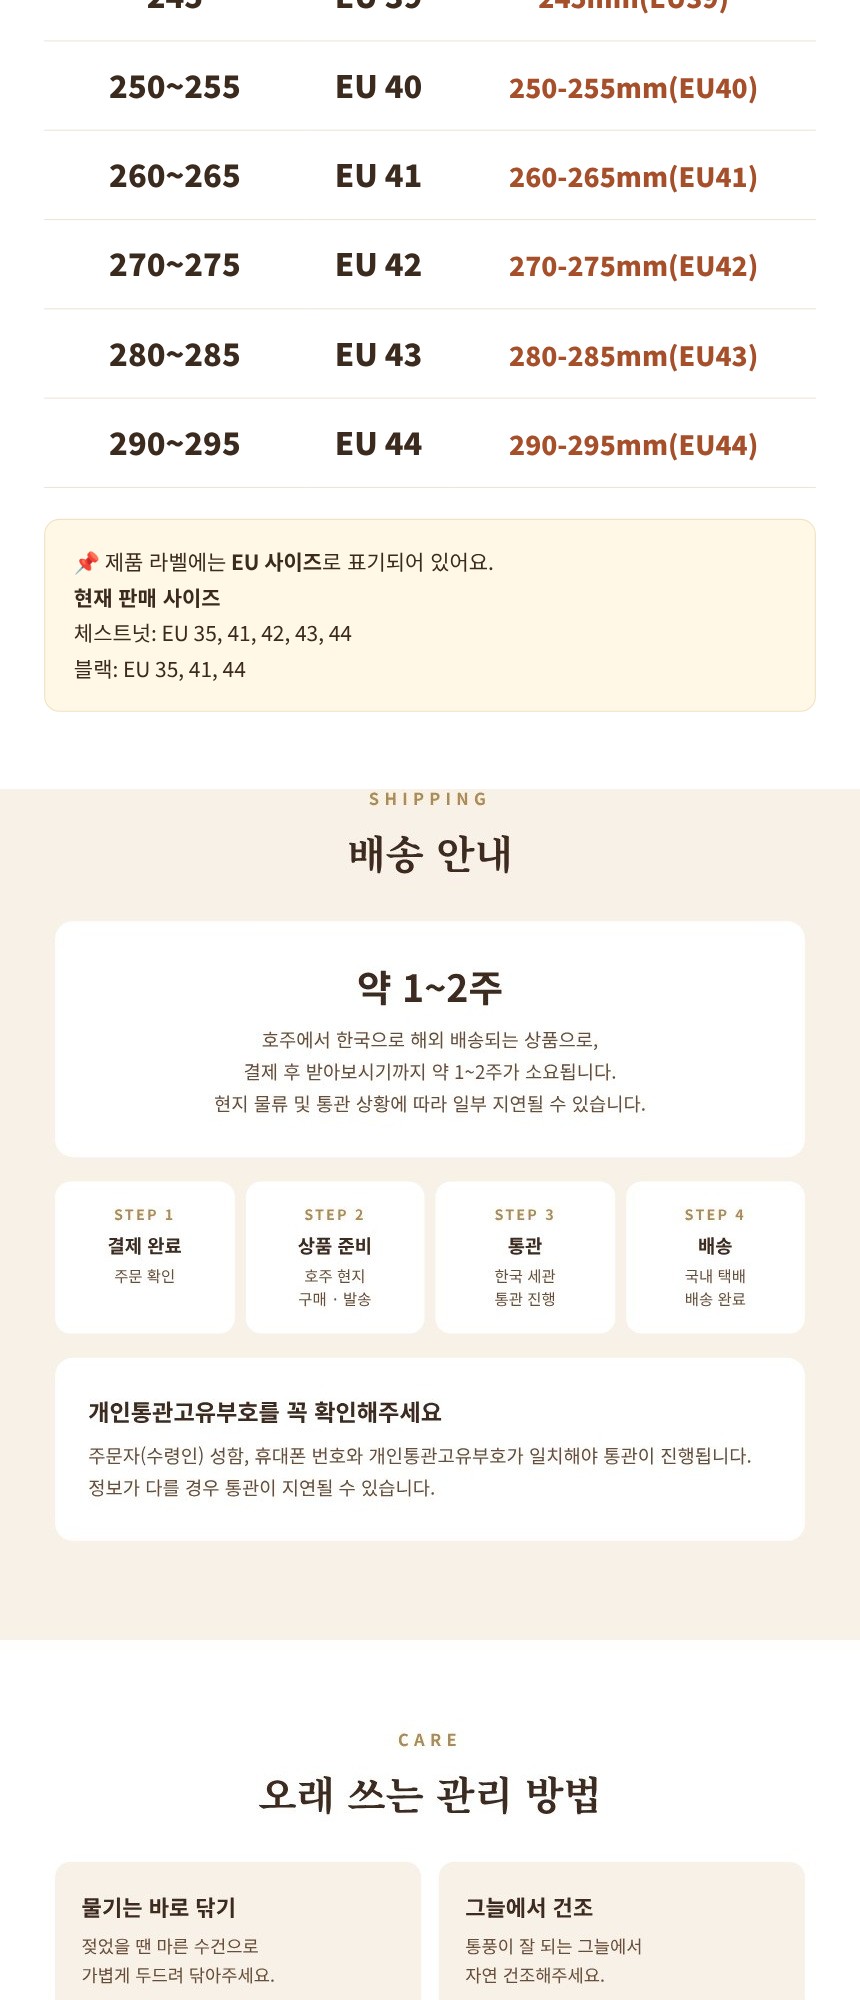 245 EU 39 245mm(EU39)
250~255 EU 40 250-255mm(EU40)
260~265 EU 41 260-265mm(EU41)
270~275 EU 42 270-275mm(EU42)
280~285 EU 43 280-285mm(EU43)
290~295 EU 44 290-295mm(EU44)
📌 제품 라벨에는 EU 사이즈로 표기되어 있어요.
현재 판매 사이즈
체스트넛: EU 35, 41, 42, 43, 44
블랙: EU 35, 41, 44
SHIPPING
배송 안내
약 1~2주
호주에서 한국으로 해외 배송되는 상품으로,
결제 후 받아보시기까지 약 1~2주가 소요됩니다.
현지 물류 및 통관 상황에 따라 일부 지연될 수 있습니다.
STEP 1
결제 완료
주문 확인
STEP 2
상품 준비
호주 현지
구매 · 발송
STEP 3
통관
한국 세관
통관 진행
STEP 4
배송
국내 택배
배송 완료
개인통관고유부호를 꼭 확인해주세요
주문자(수령인) 성함, 휴대폰 번호와 개인통관고유부호가 일치해야 통관이 진행됩니다.
정보가 다를 경우 통관이 지연될 수 있습니다.
CARE
오래 쓰는 관리 방법
물기는 바로 닦기
젖었을 땐 마른 수건으로
가볍게 두드려 닦아주세요.
그늘에서 건조
통풍이 잘 되는 그늘에서
자연 건조해주세요.